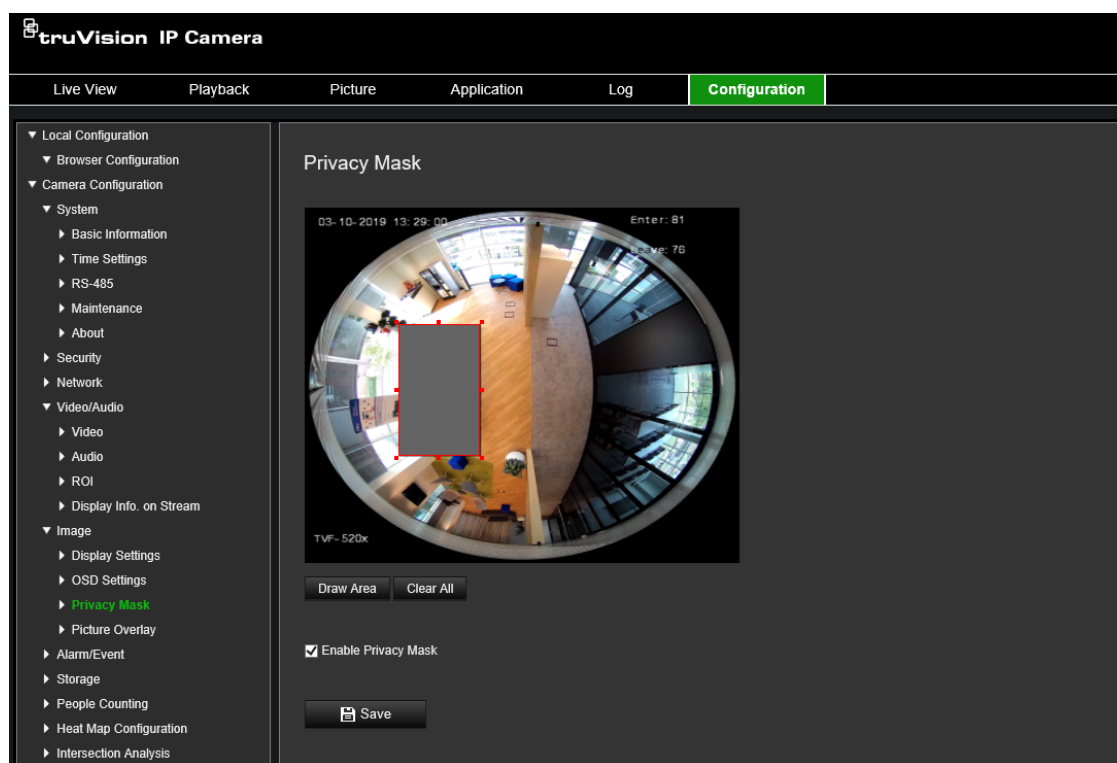 truVision IP Camera
Live View Playback Picture Application Log Configuration
Local Configuration
Browser Configuration
Camera Configuration
System
Basic Information
Time Settings
RS-485
Maintenance
About
Security
Network
Video/Audio
Video
Audio
ROI
Display Info. on Stream
Image
Display Settings
OSD Settings
Privacy Mask
Picture Overlay
Alarm/Event
Storage
People Counting
Heat Map Configuration
Intersection Analysis
Privacy Mask
03-10-2019 13:29:00 Enter: 81
Leave: 76
TVF-520x
Draw Area Clear All
Enable Privacy Mask
Save